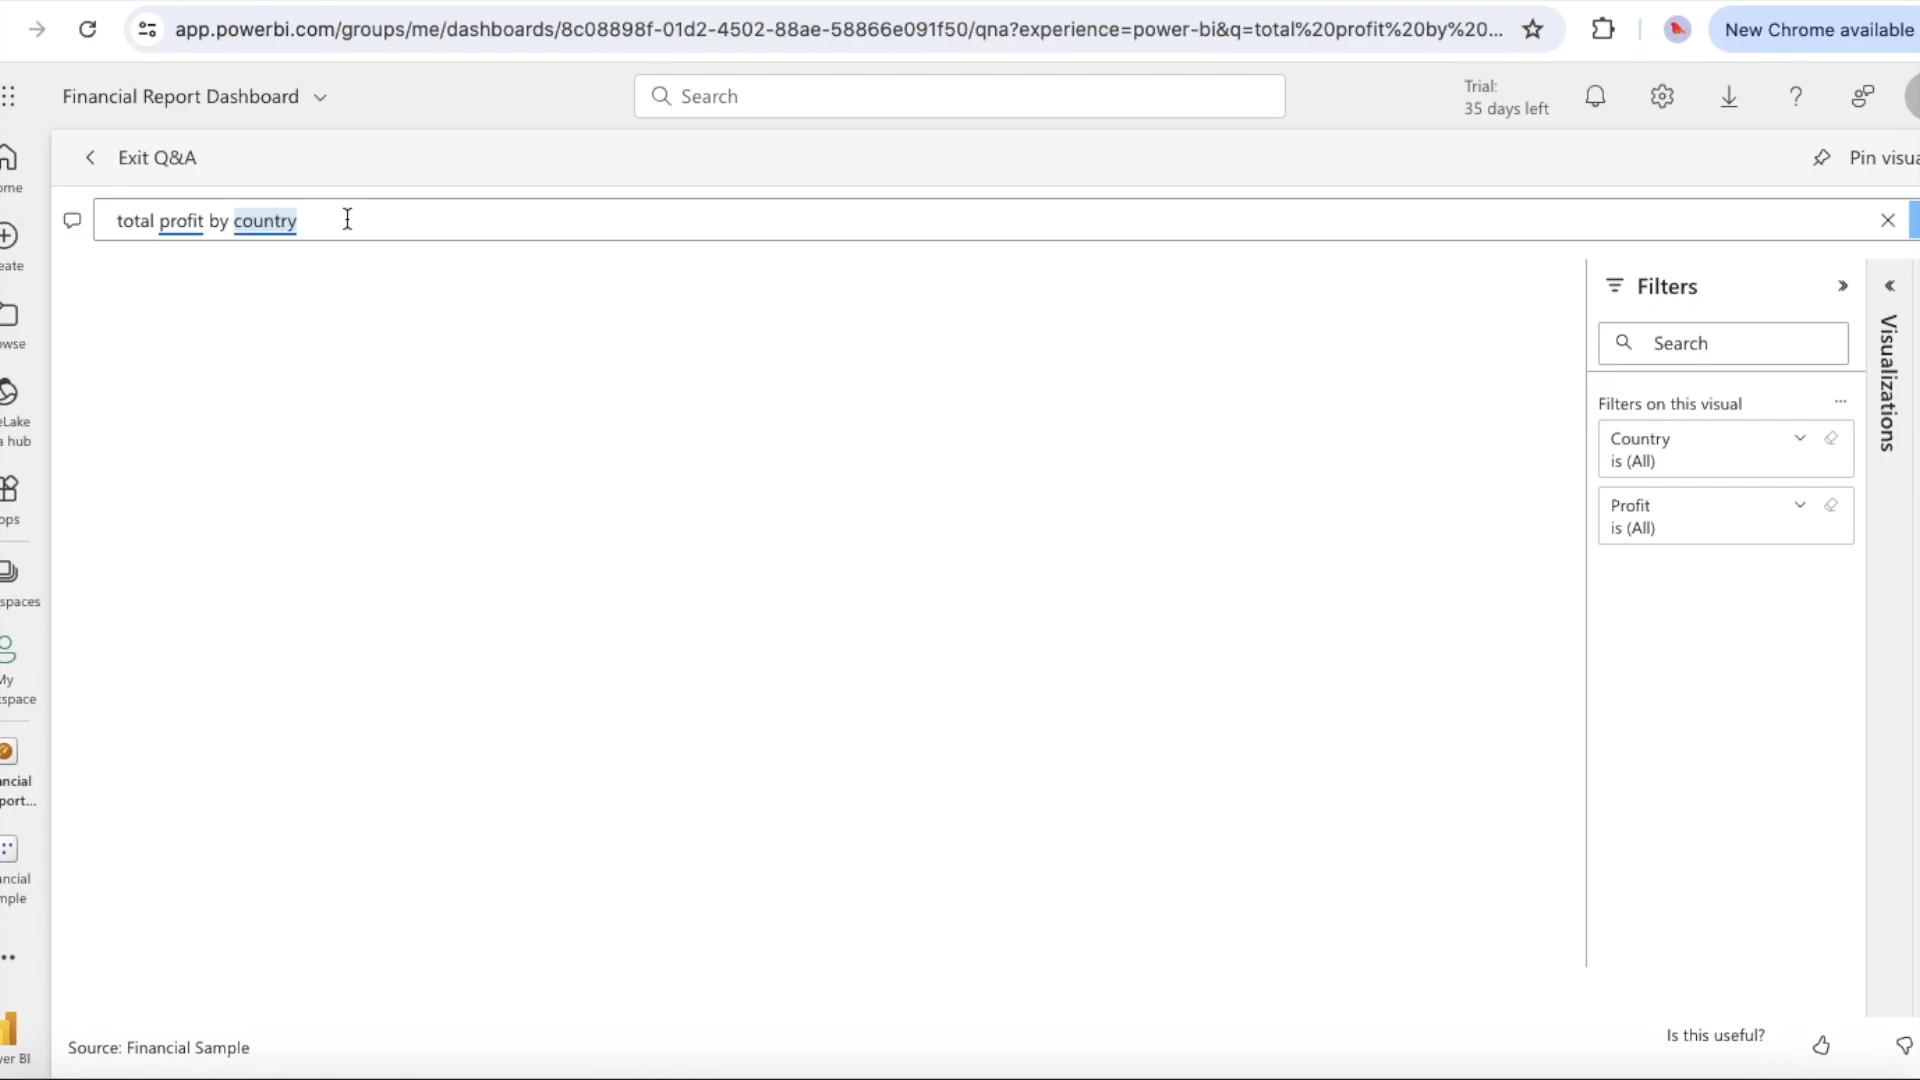 app.powerbi.com/groups/me/dashboards/8c08898f-01d2-4502-88ae-58866e091f50/qna?experience=power-bi&q=total%20profit%20by%20...
New Chrome available
Financial Report Dashboard
Search
Trial:
35 days left
Exit Q&A
Pin visua
total profit by country
ome
eate
owse
eLake
a hub
ops
spaces
My
kspace
ancial
port...
ancial
mple
wer BI
Filters
Search
Filters on this visual
Country
is (All)
Profit
is (All)
Visualizations
Source: Financial Sample
Is this useful?